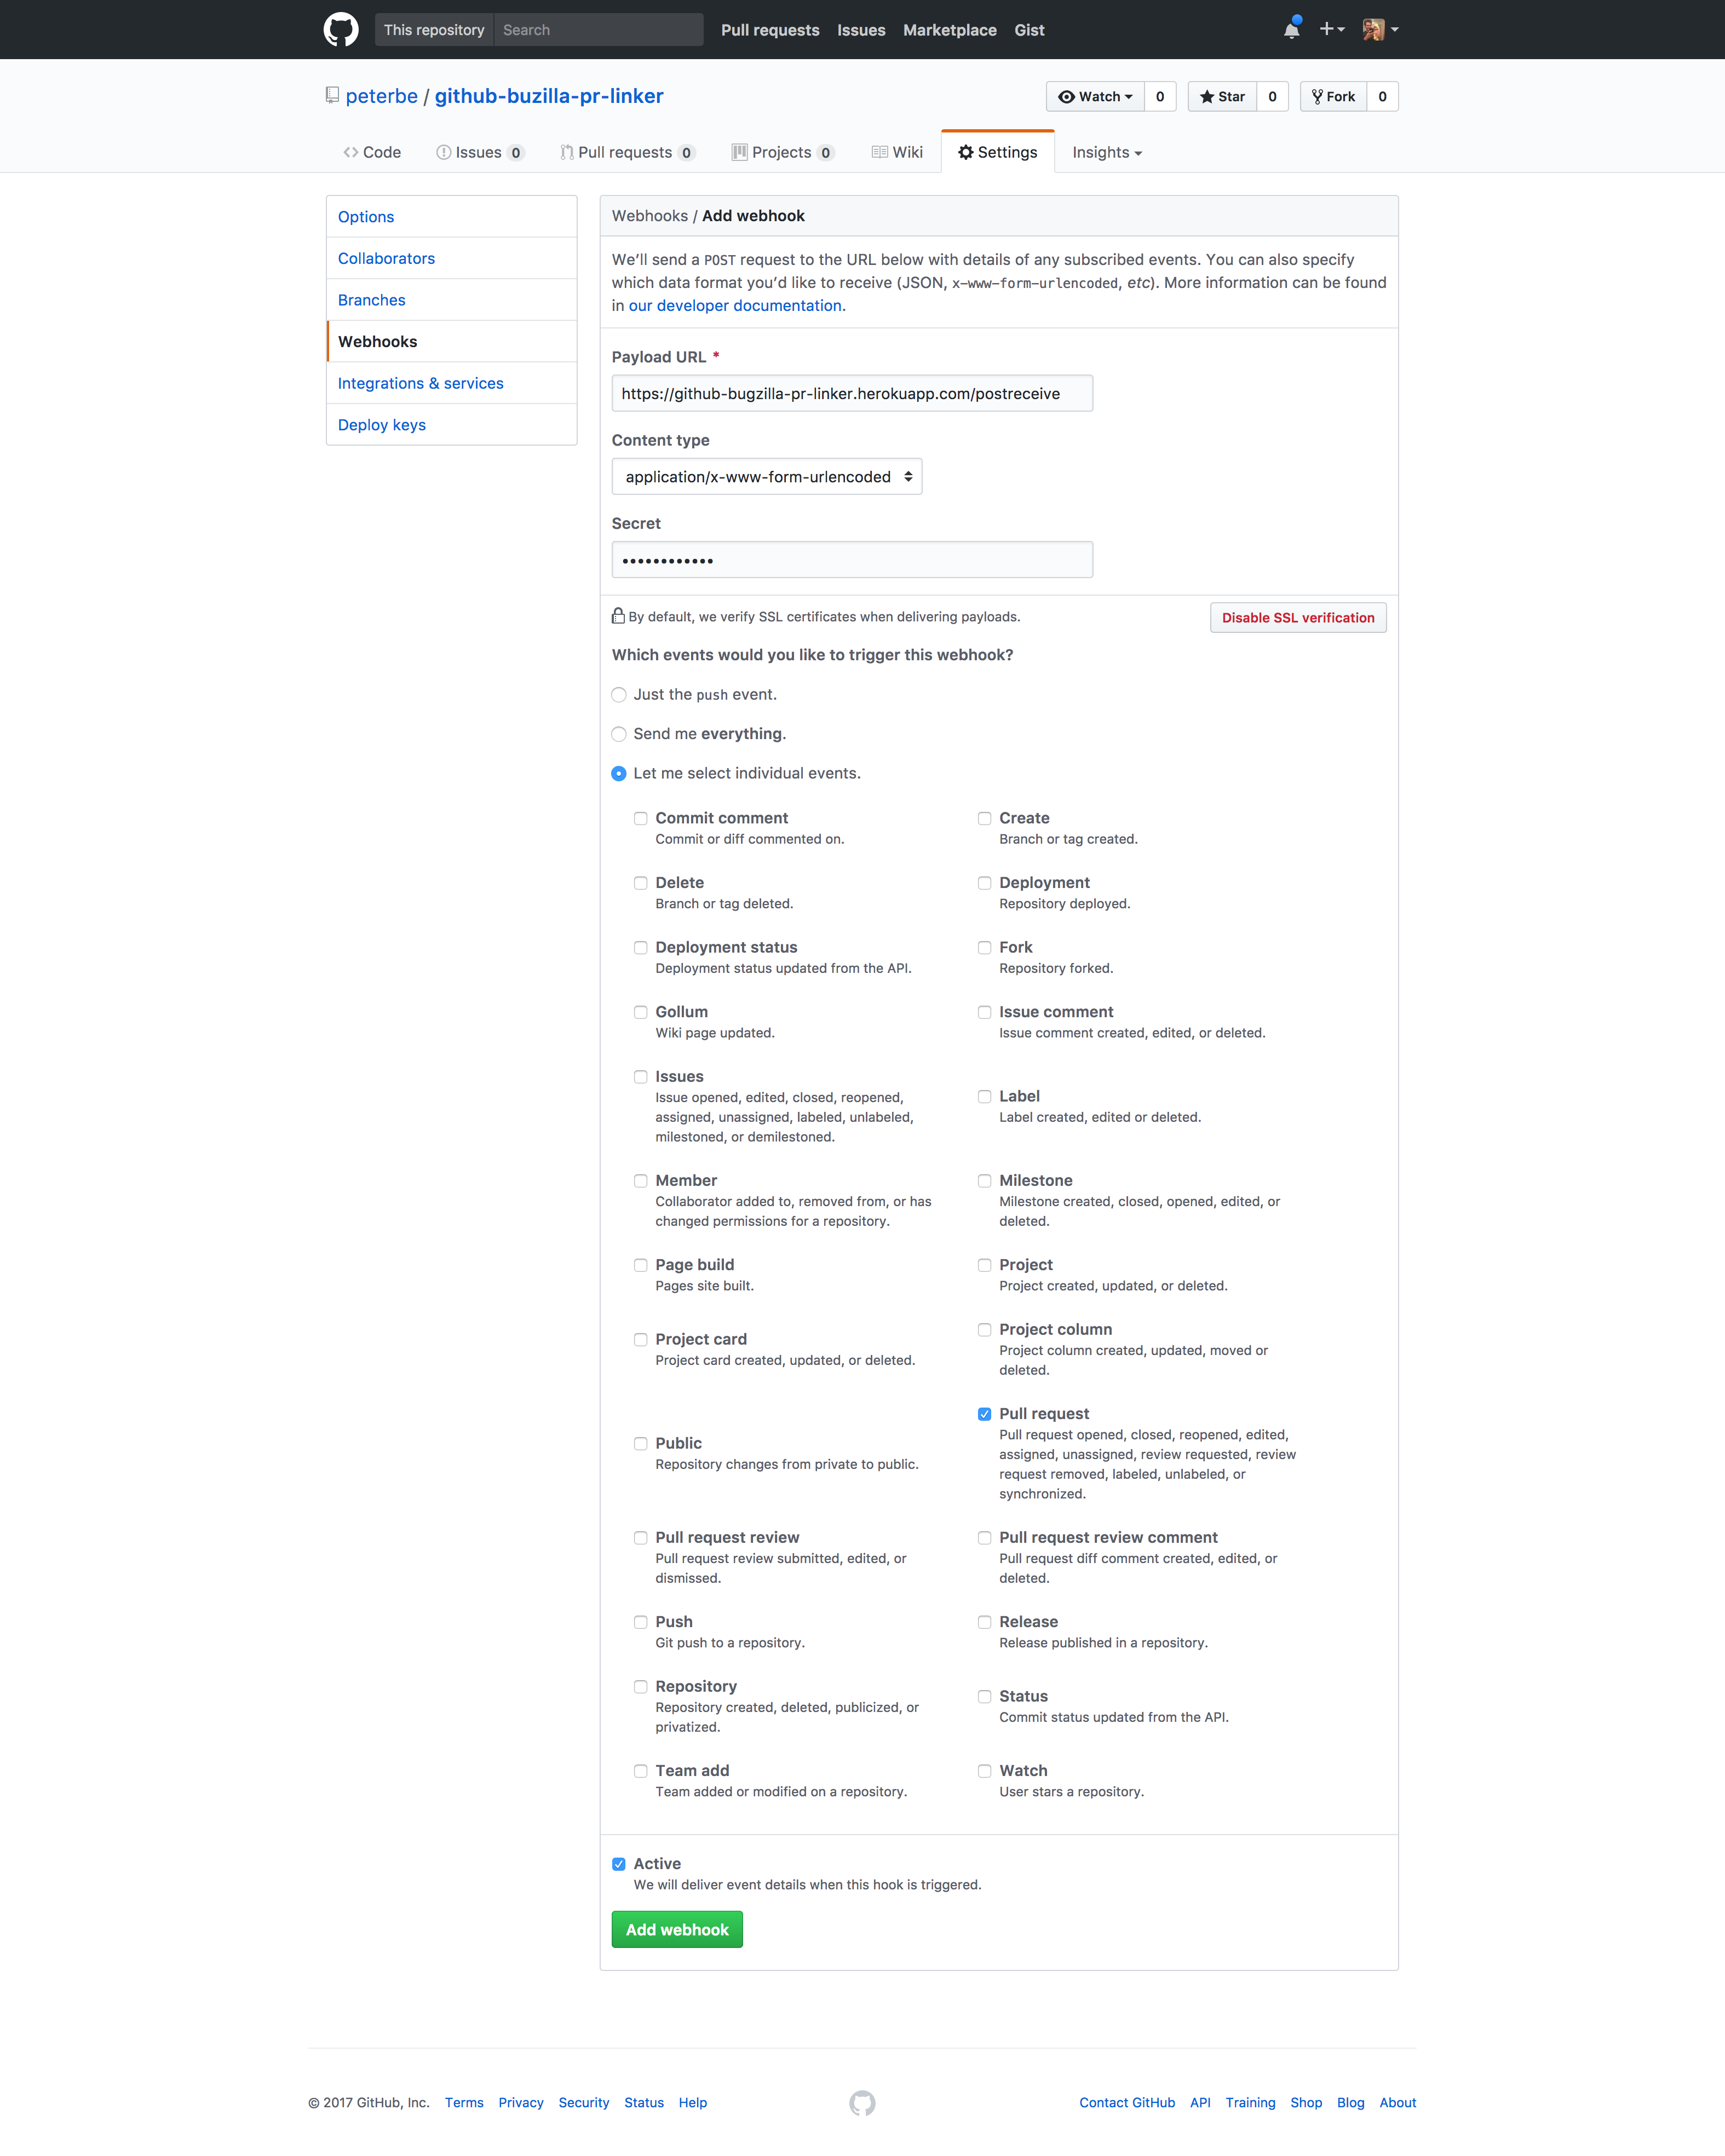 This repository Search Pull requests Issues Marketplace Gist
peterbe / github-buzilla-pr-linker
Watch 0 Star 0 Fork 0
Code Issues 0 Pull requests 0 Projects 0 Wiki Settings Insights
Options
Collaborators
Branches
Webhooks
Integrations & services
Deploy keys
Webhooks / Add webhook
We’ll send a POST request to the URL below with details of any subscribed events. You can also specify
which data format you’d like to receive (JSON, x-www-form-urlencoded, etc). More information can be found
in our developer documentation.
Payload URL *
https://github-bugzilla-pr-linker.herokuapp.com/postreceive
Content type
application/x-www-form-urlencoded
Secret
••••••••••••
By default, we verify SSL certificates when delivering payloads.
Disable SSL verification
Which events would you like to trigger this webhook?
Just the push event.
Send me everything.
Let me select individual events.
Commit comment
Commit or diff commented on.
Create
Branch or tag created.
Delete
Branch or tag deleted.
Deployment
Repository deployed.
Deployment status
Deployment status updated from the API.
Fork
Repository forked.
Gollum
Wiki page updated.
Issue comment
Issue comment created, edited, or deleted.
Issues
Issue opened, edited, closed, reopened,
assigned, unassigned, labeled, unlabeled,
milestoned, or demilestoned.
Label
Label created, edited or deleted.
Member
Collaborator added to, removed from, or has
changed permissions for a repository.
Milestone
Milestone created, closed, opened, edited, or
deleted.
Page build
Pages site built.
Project
Project created, updated, or deleted.
Project card
Project card created, updated, or deleted.
Project column
Project column created, updated, moved or
deleted.
Public
Repository changes from private to public.
Pull request
Pull request opened, closed, reopened, edited,
assigned, unassigned, review requested, review
request removed, labeled, unlabeled, or
synchronized.
Pull request review
Pull request review submitted, edited, or
dismissed.
Pull request review comment
Pull request diff comment created, edited, or
deleted.
Push
Git push to a repository.
Release
Release published in a repository.
Repository
Repository created, deleted, publicized, or
privatized.
Status
Commit status updated from the API.
Team add
Team added or modified on a repository.
Watch
User stars a repository.
Active
We will deliver event details when this hook is triggered.
Add webhook
© 2017 GitHub, Inc. Terms Privacy Security Status Help
Contact GitHub API Training Shop Blog About